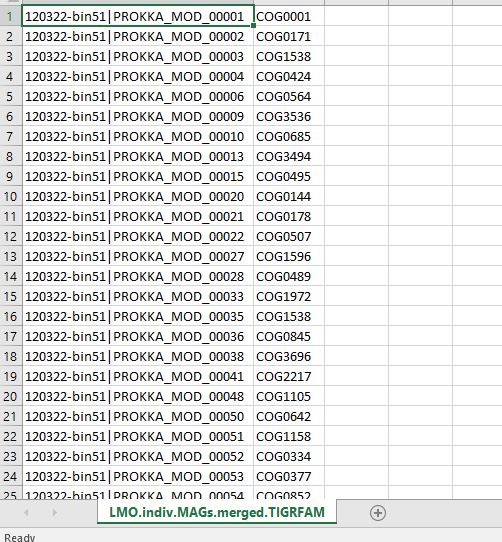 1 120322-bin51|PROKKA_MOD_00001 COG0001
2 120322-bin51|PROKKA_MOD_00002 COG0171
3 120322-bin51|PROKKA_MOD_00003 COG1538
4 120322-bin51|PROKKA_MOD_00004 COG0424
5 120322-bin51|PROKKA_MOD_00006 COG0564
6 120322-bin51|PROKKA_MOD_00009 COG3536
7 120322-bin51|PROKKA_MOD_00010 COG0685
8 120322-bin51|PROKKA_MOD_00013 COG3494
9 120322-bin51|PROKKA_MOD_00015 COG0495
10 120322-bin51|PROKKA_MOD_00020 COG0144
11 120322-bin51|PROKKA_MOD_00021 COG0178
12 120322-bin51|PROKKA_MOD_00022 COG0507
13 120322-bin51|PROKKA_MOD_00027 COG1596
14 120322-bin51|PROKKA_MOD_00028 COG0489
15 120322-bin51|PROKKA_MOD_00033 COG1972
16 120322-bin51|PROKKA_MOD_00035 COG1538
17 120322-bin51|PROKKA_MOD_00036 COG0845
18 120322-bin51|PROKKA_MOD_00038 COG3696
19 120322-bin51|PROKKA_MOD_00041 COG2217
20 120322-bin51|PROKKA_MOD_00048 COG1105
21 120322-bin51|PROKKA_MOD_00050 COG0642
22 120322-bin51|PROKKA_MOD_00051 COG1158
23 120322-bin51|PROKKA_MOD_00052 COG0334
24 120322-bin51|PROKKA_MOD_00053 COG0377
25 120322-bin51|PROKKA_MOD_00054 COG0852
LMO.indiv.MAGs.merged.TIGRFAM
Ready